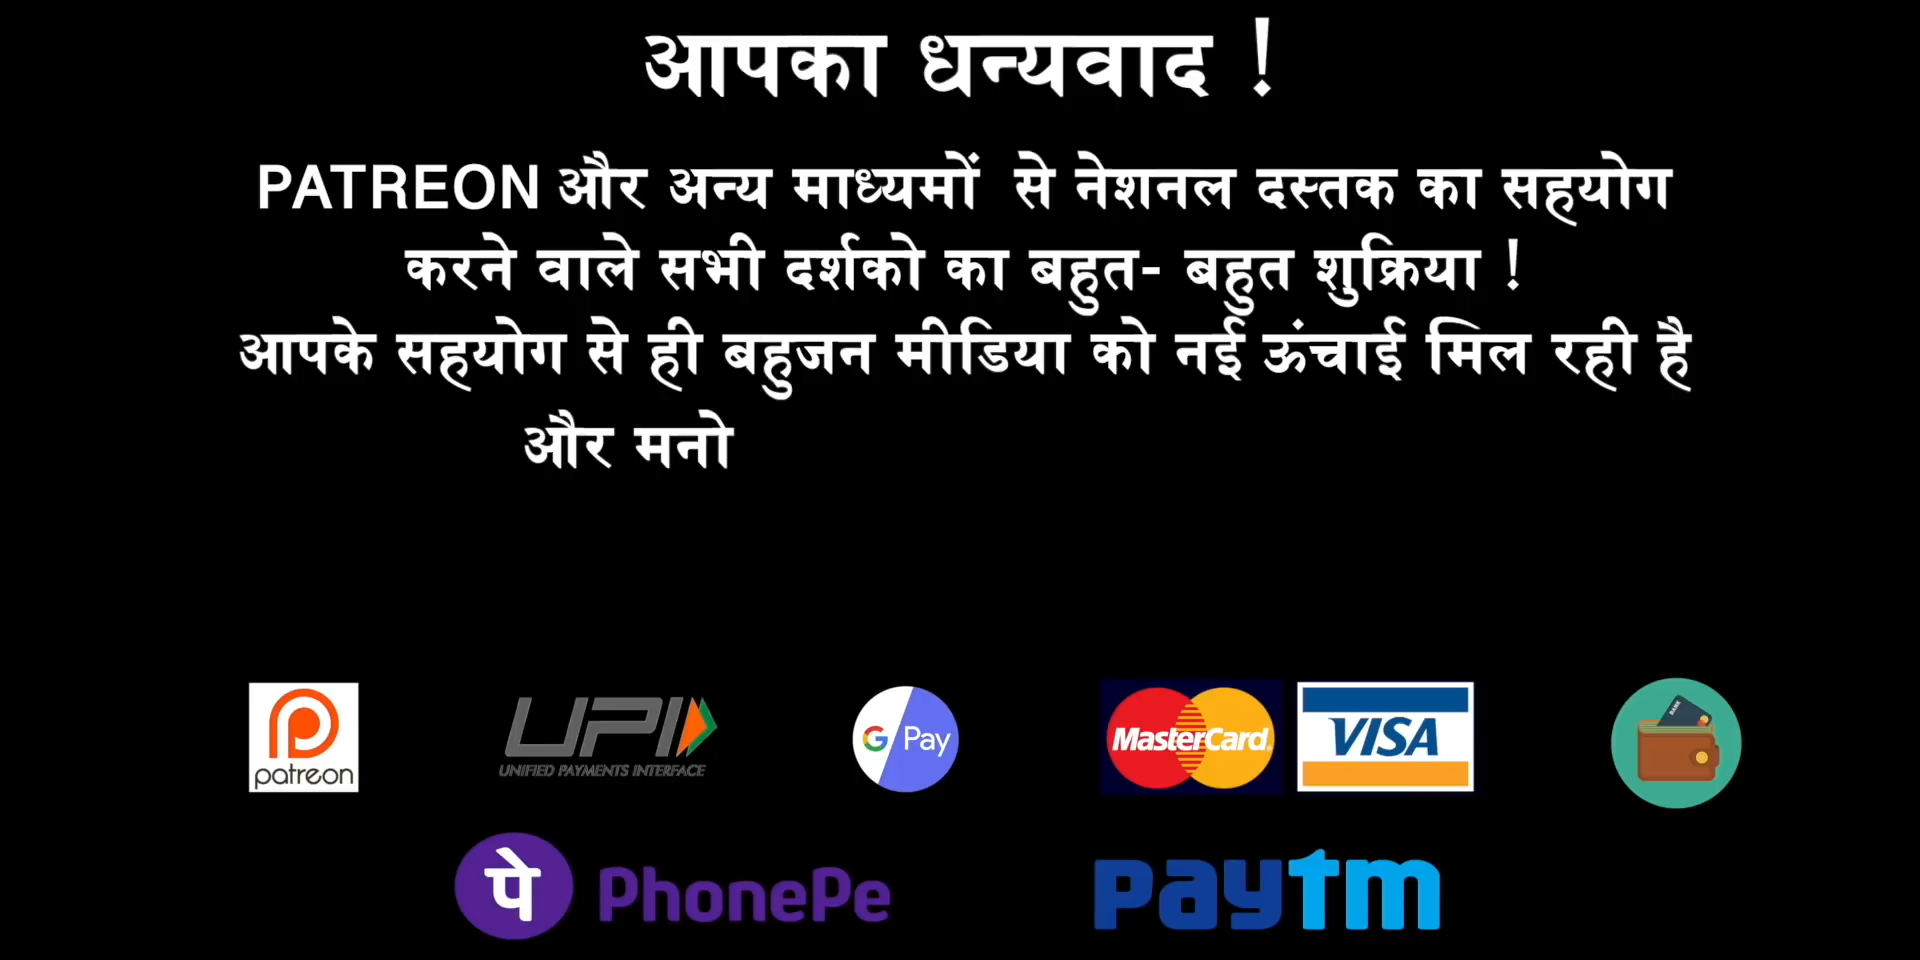 आपका धन्यवाद !
PATREON और अन्य माध्यमों से नेशनल दस्तक का सहयोग
करने वाले सभी दर्शको का बहुत- बहुत शुक्रिया !
आपके सहयोग से ही बहुजन मीडिया को नई ऊंचाई मिल रही है
और मनो
patreon
UPI
UNIFIED PAYMENTS INTERFACE
G Pay
MasterCard
VISA
BANK
पे PhonePe
paytm